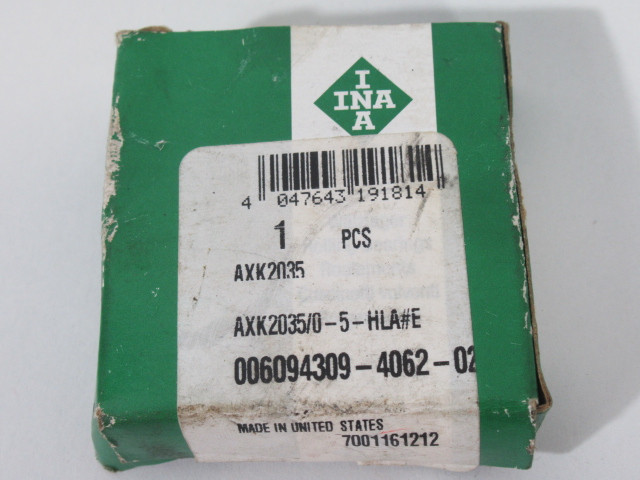 I
INA
A
4 047643 191814
1 PCS
AXK2035
AXK2035/0-5-HLA#E
006094309-4062-02
MADE IN UNITED STATES
7001161212